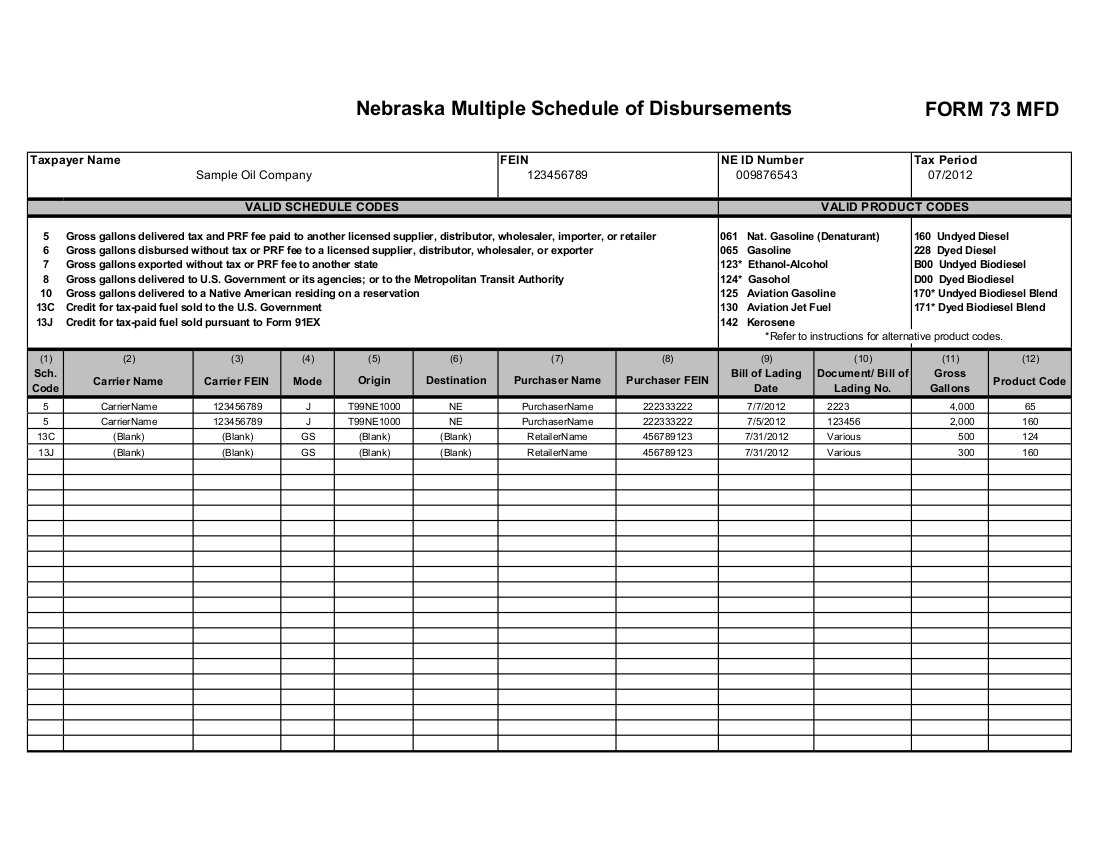 Nebraska Multiple Schedule of Disbursements FORM 73 MFD
Taxpayer Name FEIN NE ID Number Tax Period
Sample Oil Company 123456789 009876543 07/2012
VALID SCHEDULE CODES VALID PRODUCT CODES
5 Gross gallons delivered tax and PRF fee paid to another licensed supplier, distributor, wholesaler, importer, or retailer 061 Nat. Gasoline (Denaturant) 160 Undyed Diesel
6 Gross gallons disbursed without tax or PRF fee to a licensed supplier, distributor, wholesaler, or exporter 065 Gasoline 228 Dyed Diesel
7 Gross gallons exported without tax or PRF fee to another state 123* Ethanol-Alcohol B00 Undyed Biodiesel
8 Gross gallons delivered to U.S. Government or its agencies; or to the Metropolitan Transit Authority 124* Gasohol D00 Dyed Biodiesel
10 Gross gallons delivered to a Native American residing on a reservation 125 Aviation Gasoline 170* Undyed Biodiesel Blend
13C Credit for tax-paid fuel sold to the U.S. Government 130 Aviation Jet Fuel 171* Dyed Biodiesel Blend
13J Credit for tax-paid fuel sold pursuant to Form 91EX 142 Kerosene
*Refer to instructions for alternative product codes.
(1) (2) (3) (4) (5) (6) (7) (8) (9) (10) (11) (12)
Sch. Code Carrier Name Carrier FEIN Mode Origin Destination Purchaser Name Purchaser FEIN Bill of Lading Date Document/ Bill of Lading No. Gross Gallons Product Code
5 CarrierName 123456789 J T99NE1000 NE PurchaserName 222333222 7/7/2012 2223 4,000 65
5 CarrierName 123456789 J T99NE1000 NE PurchaserName 222333222 7/5/2012 123456 2,000 160
13C (Blank) (Blank) GS (Blank) (Blank) RetailerName 456789123 7/31/2012 Various 500 124
13J (Blank) (Blank) GS (Blank) (Blank) RetailerName 456789123 7/31/2012 Various 300 160